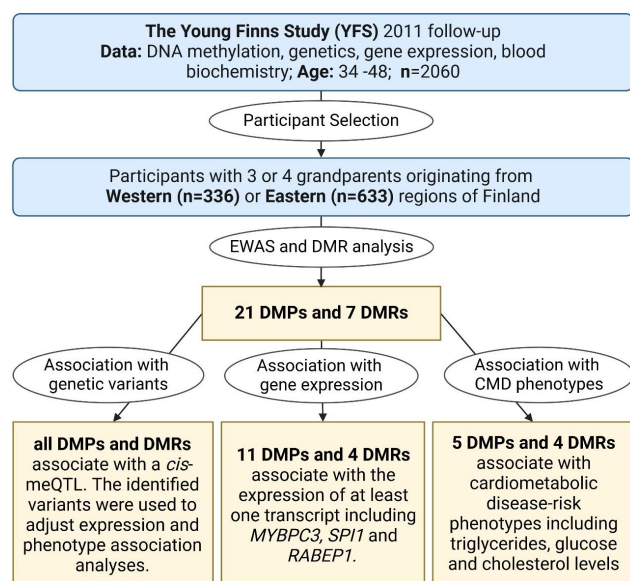 The Young Finns Study (YFS) 2011 follow-up
Data: DNA methylation, genetics, gene expression, blood
biochemistry; Age: 34 -48; n=2060
Participant Selection
Participants with 3 or 4 grandparents originating from
Western (n=336) or Eastern (n=633) regions of Finland
EWAS and DMR analysis
21 DMPs and 7 DMRs
Association with
genetic variants
Association with
gene expression
Association with
CMD phenotypes
all DMPs and DMRs
associate with a cis-
meQTL. The identified
variants were used to
adjust expression and
phenotype association
analyses.
11 DMPs and 4 DMRs
associate with the
expression of at least
one transcript including
MYBPC3, SPI1 and
RABEP1.
5 DMPs and 4 DMRs
associate with
cardiometabolic
disease-risk
phenotypes including
triglycerides, glucose
and cholesterol levels